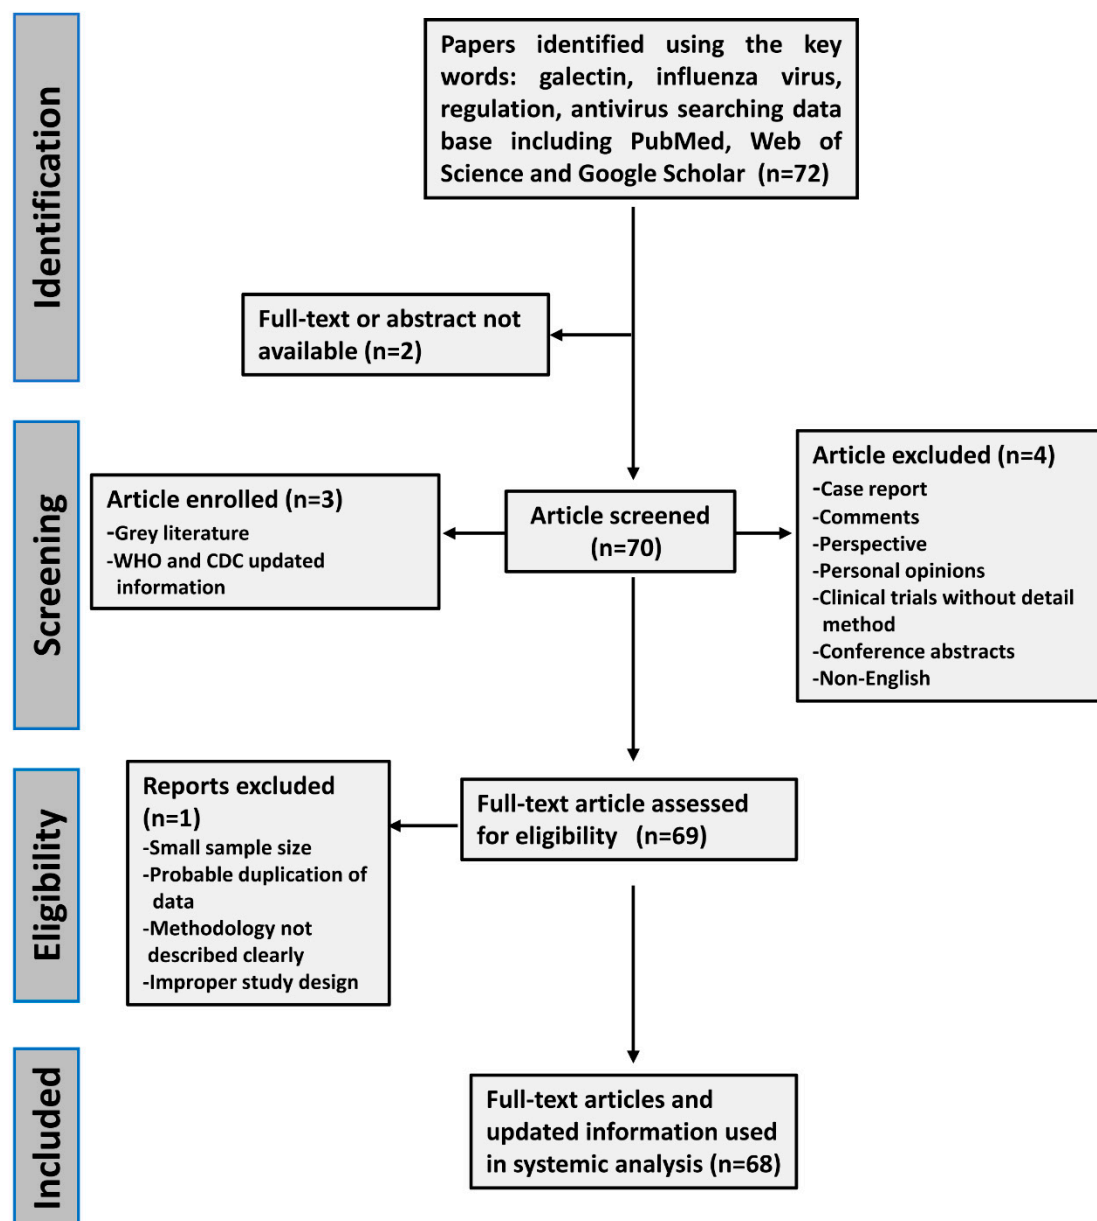 Identification
Papers identified using the key
words: galectin, influenza virus,
regulation, antivirus searching data
base including PubMed, Web of
Science and Google Scholar (n=72)
Full-text or abstract not
available (n=2)
Screening
Article enrolled (n=3)
-Grey literature
-WHO and CDC updated
information
Article screened
(n=70)
Article excluded (n=4)
-Case report
-Comments
-Perspective
-Personal opinions
-Clinical trials without detail
method
-Conference abstracts
-Non-English
Eligibility
Reports excluded
(n=1)
-Small sample size
-Probable duplication of
data
-Methodology not
described clearly
-Improper study design
Full-text article assessed
for eligibility (n=69)
Included
Full-text articles and
updated information used
in systemic analysis (n=68)